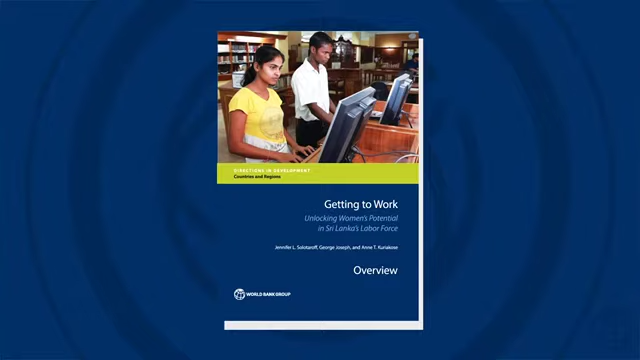 DIRECTIONS IN DEVELOPMENT
Countries and Regions
Getting to Work
Unlocking Women's Potential
in Sri Lanka's Labor Force
Jennifer L. Solotaroff, George Joseph, and Anne T. Kuriakose
Overview
WORLD BANK GROUP